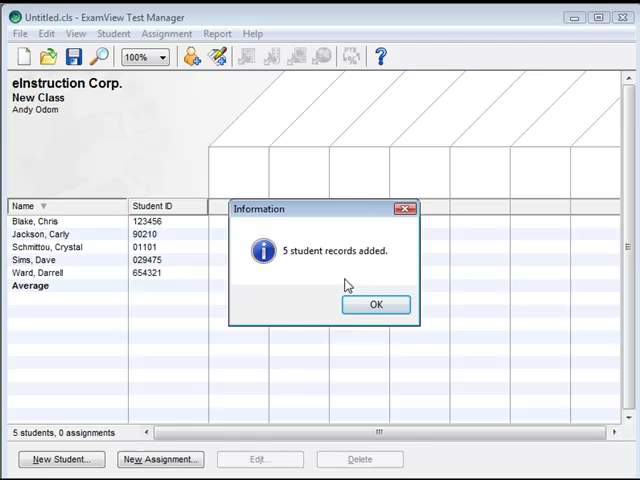 Untitled.cls - ExamView Test Manager
File Edit View Student Assignment Report Help
100%
eInstruction Corp.
New Class
Andy Odom
Name Student ID
Blake, Chris 123456
Jackson, Carly 90210
Schmittou, Crystal 01101
Sims, Dave 029475
Ward, Darrell 654321
Average
Information
5 student records added.
OK
5 students, 0 assignments
New Student... New Assignment... Edit... Delete